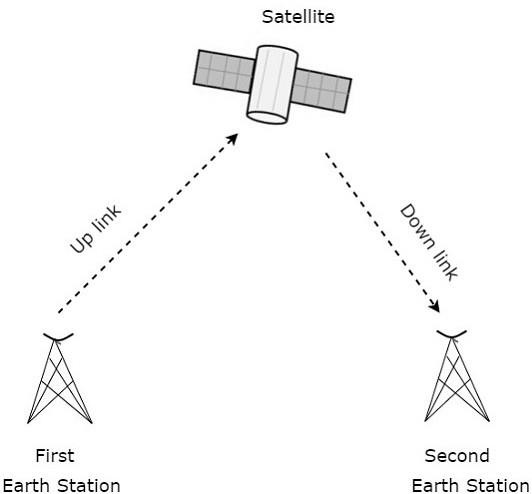 Satellite
Up link
Down link
First
Earth Station
Second
Earth Station